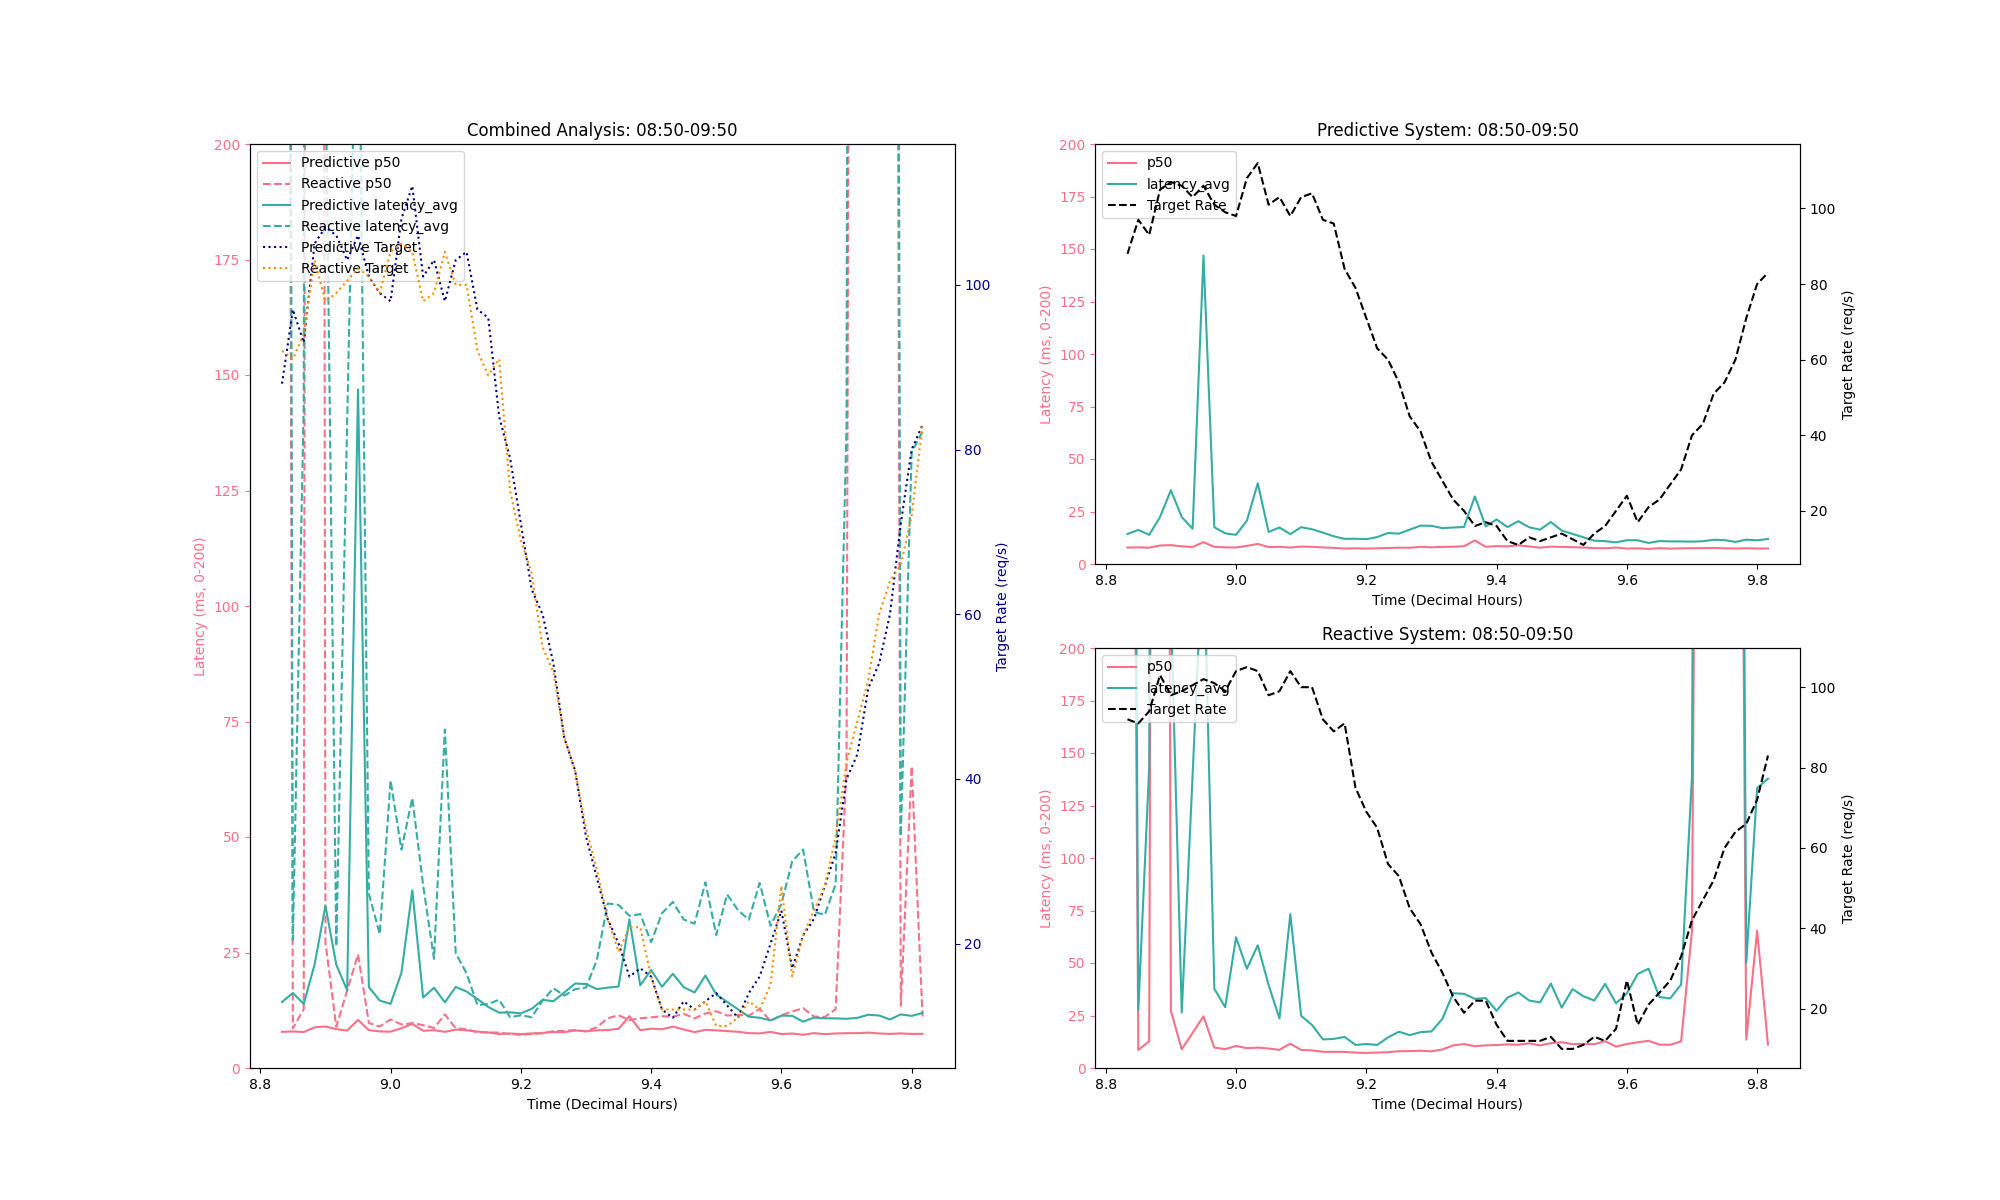 Combined Analysis: 08:50-09:50
Predictive p50
Reactive p50
Predictive latency_avg
Reactive latency_avg
Predictive Target
Reactive Target
200
175
150
125
100
75
50
25
0
Latency (ms, 0-200)
100
80
60
40
20
Target Rate (req/s)
8.8
9.0
9.2
9.4
9.6
9.8
Time (Decimal Hours)
Predictive System: 08:50-09:50
p50
latency_avg
Target Rate
200
175
150
125
100
75
50
25
0
Latency (ms, 0-200)
100
80
60
40
20
Target Rate (req/s)
8.8
9.0
9.2
9.4
9.6
9.8
Time (Decimal Hours)
Reactive System: 08:50-09:50
p50
latency_avg
Target Rate
200
175
150
125
100
75
50
25
0
Latency (ms, 0-200)
100
80
60
40
20
Target Rate (req/s)
8.8
9.0
9.2
9.4
9.6
9.8
Time (Decimal Hours)